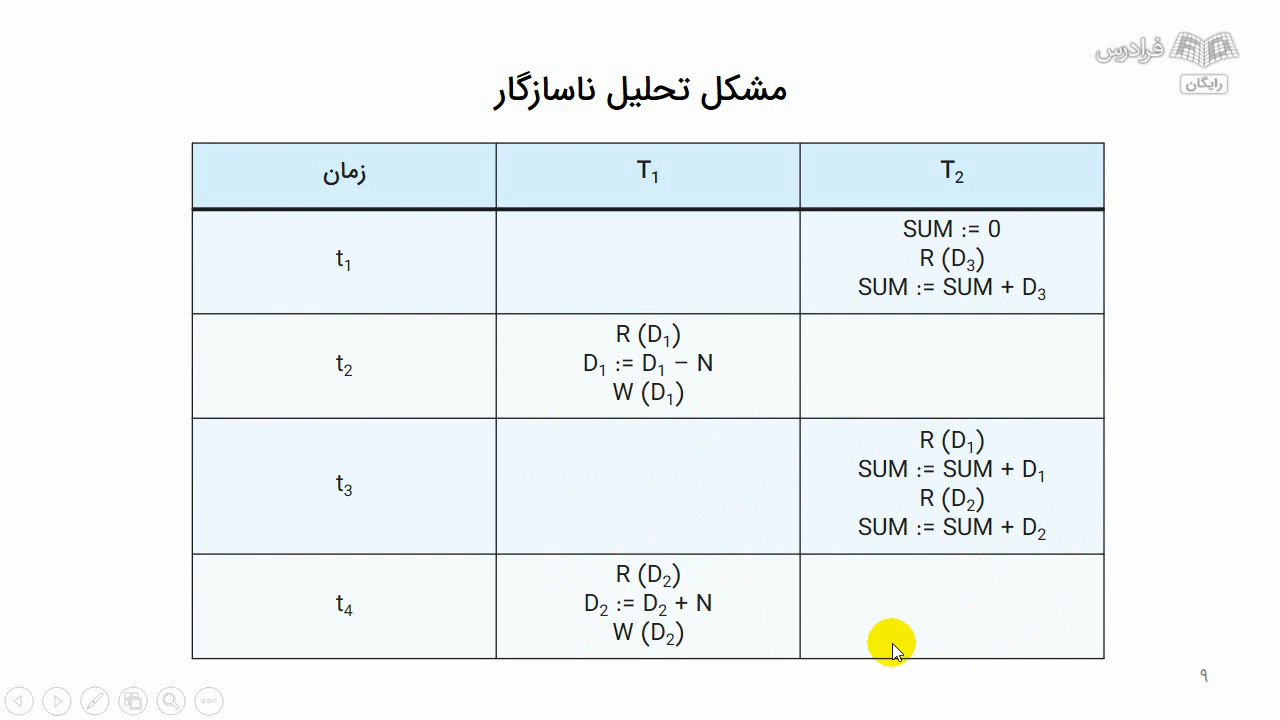 فرادرس
رایگان
مشکل تحلیل ناسازگار
زمان T₁ T₂
t₁
SUM := 0
R (D₃)
SUM := SUM + D₃
t₂
R (D₁)
D₁ := D₁ − N
W (D₁)
t₃
R (D₁)
SUM := SUM + D₁
R (D₂)
SUM := SUM + D₂
t₄
R (D₂)
D₂ := D₂ + N
W (D₂)
۹